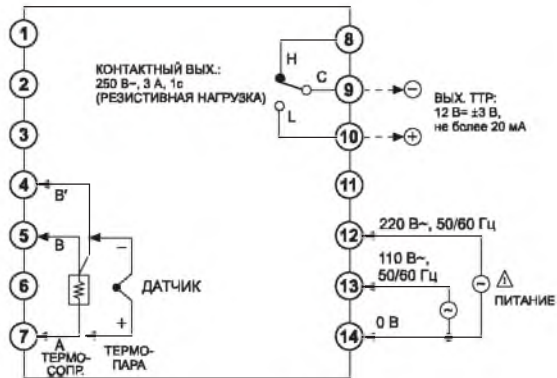 1
2
3
4
5
6
7
8
9
10
11
12
13
14
КОНТАКТНЫЙ ВЫХ.:
250 В~, 3 А, 1с
(РЕЗИСТИВНАЯ НАГРУЗКА)
H
C
L
ВЫХ. ТТР:
12 В= ±3 В,
не более 20 мА
B'
B
A
ДАТЧИК
ТЕРМО-
СОПР.
ТЕРМО-
ПАРА
220 В~, 50/60 Гц
110 В~,
50/60 Гц
0 В
ПИТАНИЕ